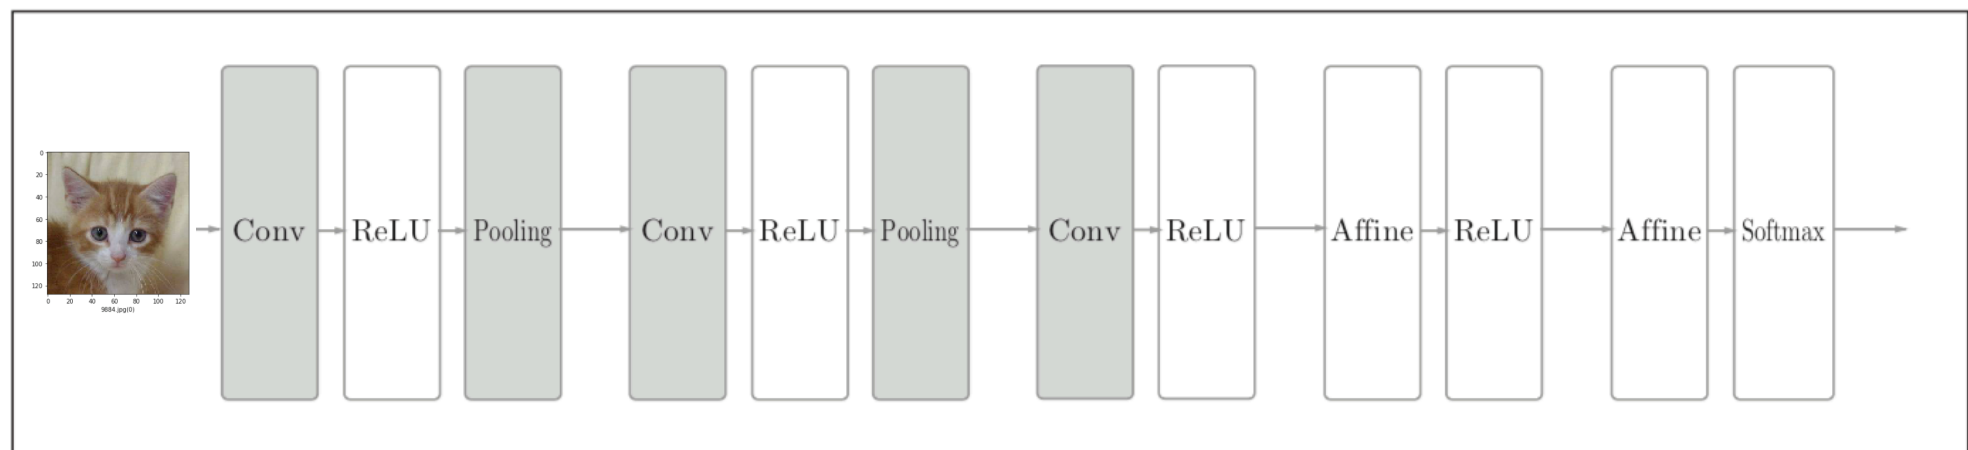 0
20
40
60
80
100
120
0 20 40 60 80 100 120
9884.jpg(0)
Conv ReLU Pooling Conv ReLU Pooling Conv ReLU Affine ReLU Affine Softmax